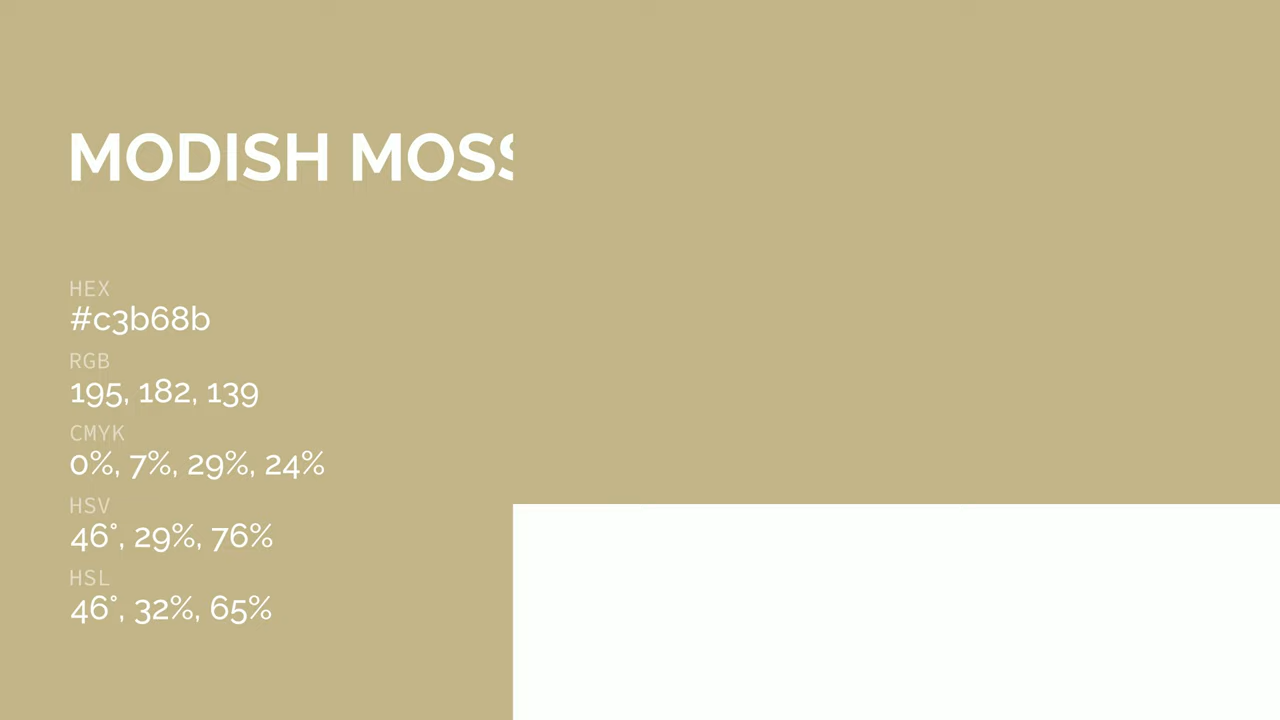 MODISH MOSS
HEX
#c3b68b
RGB
195, 182, 139
CMYK
0%, 7%, 29%, 24%
HSV
46°, 29%, 76%
HSL
46°, 32%, 65%